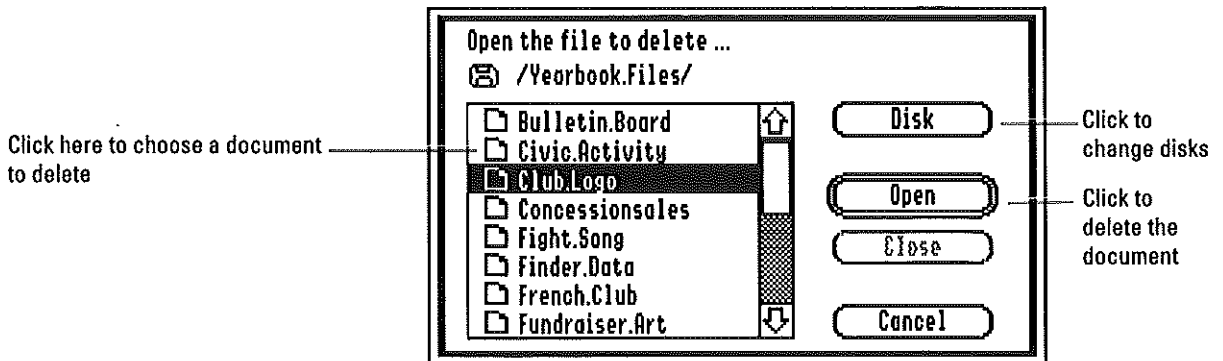 Open the file to delete ...
/Yearbook.Files/
Bulletin.Board
Civic.Activity
Club.Logo
Concessionsales
Fight.Song
Finder.Data
French.Club
Fundraiser.Art
Disk
Open
Close
Cancel
Click here to choose a document
to delete
Click to
change disks
Click to
delete the
document